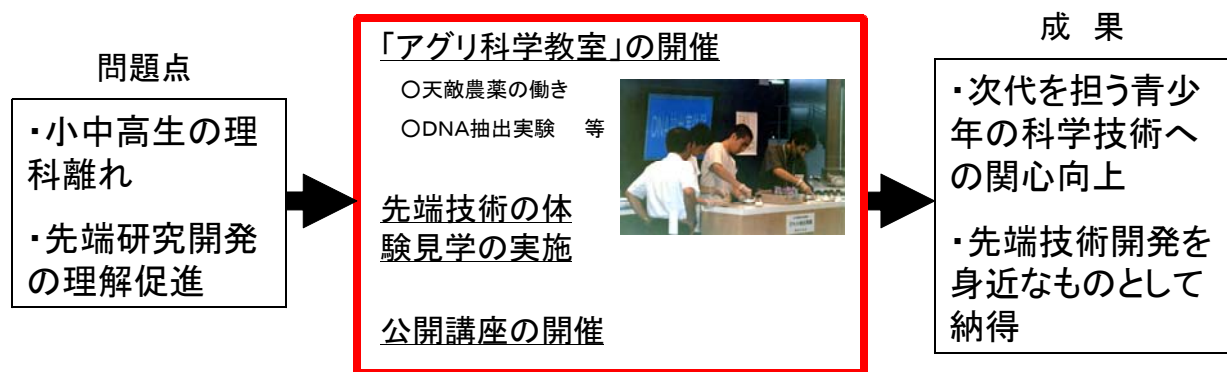 問題点
・小中高生の理
科離れ
・先端研究開発
の理解促進
「アグリ科学教室」の開催
○天敵農薬の働き
○DNA抽出実験　等
先端技術の体
験見学の実施
公開講座の開催
成　果
・次代を担う青少
年の科学技術へ
の関心向上
・先端技術開発を
身近なものとして
納得